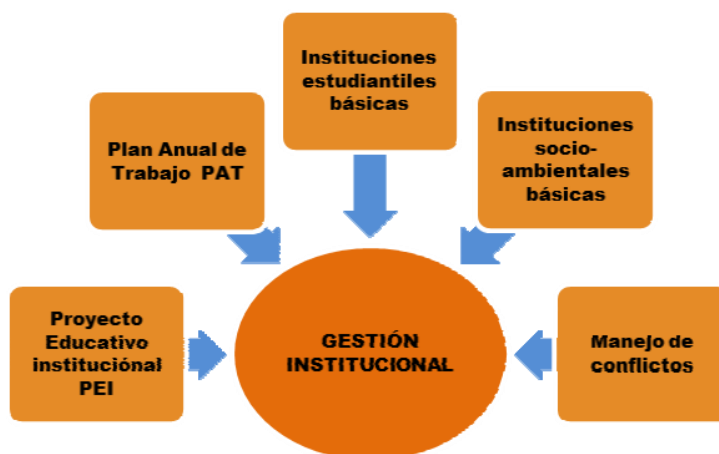 Instituciones
estudiantiles
básicas
Plan Anual de
Trabajo PAT
Instituciones
socio-
ambientales
básicas
Proyecto
Educativo
instituciónal
PEI
GESTIÓN
INSTITUCIONAL
Manejo de
conflictos